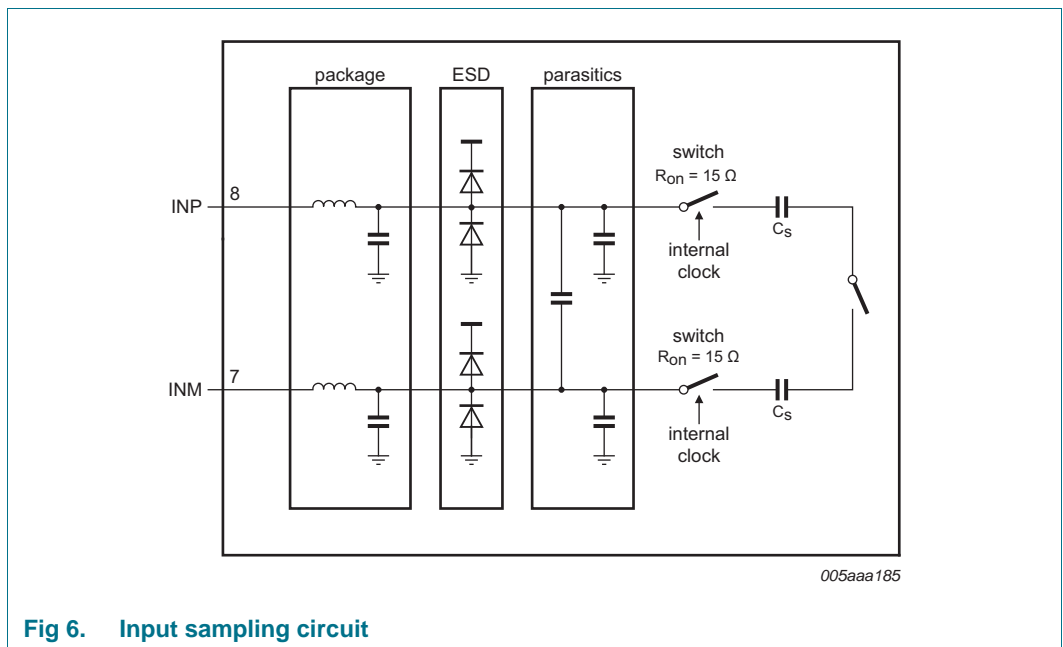 package
ESD
parasitics
switch
Ron = 15 Ω
INP
8
internal
clock
Cs
switch
Ron = 15 Ω
INM
7
internal
clock
Cs
005aaa185
Fig 6. Input sampling circuit